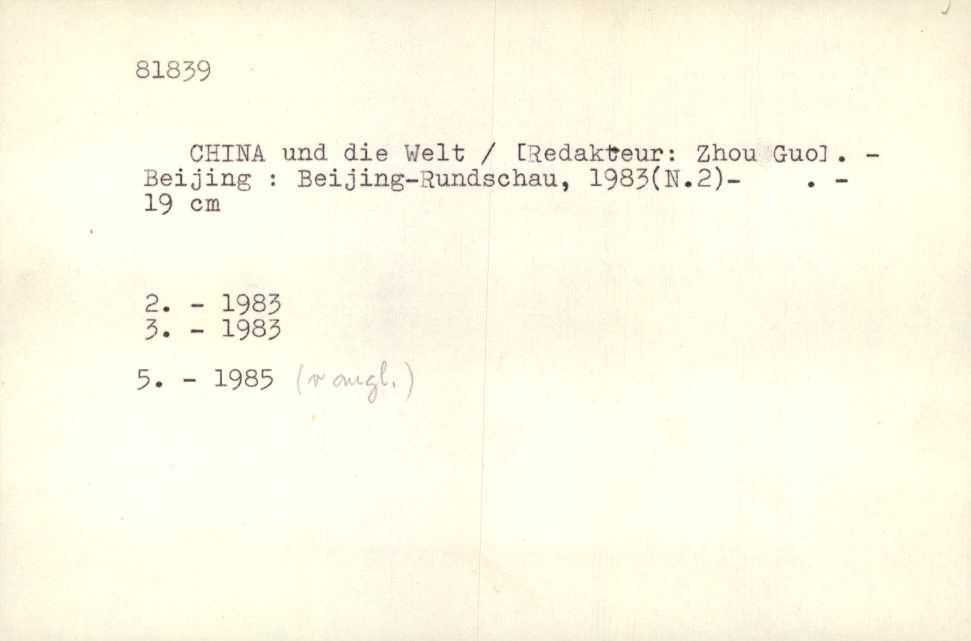 81839
CHINA und die Welt / [Redakteur: Zhou Guo]. -
Beijing : Beijing-Rundschau, 1983(N.2)- . -
19 cm
2. - 1983
3. - 1983
5. - 1985 (v angl.)